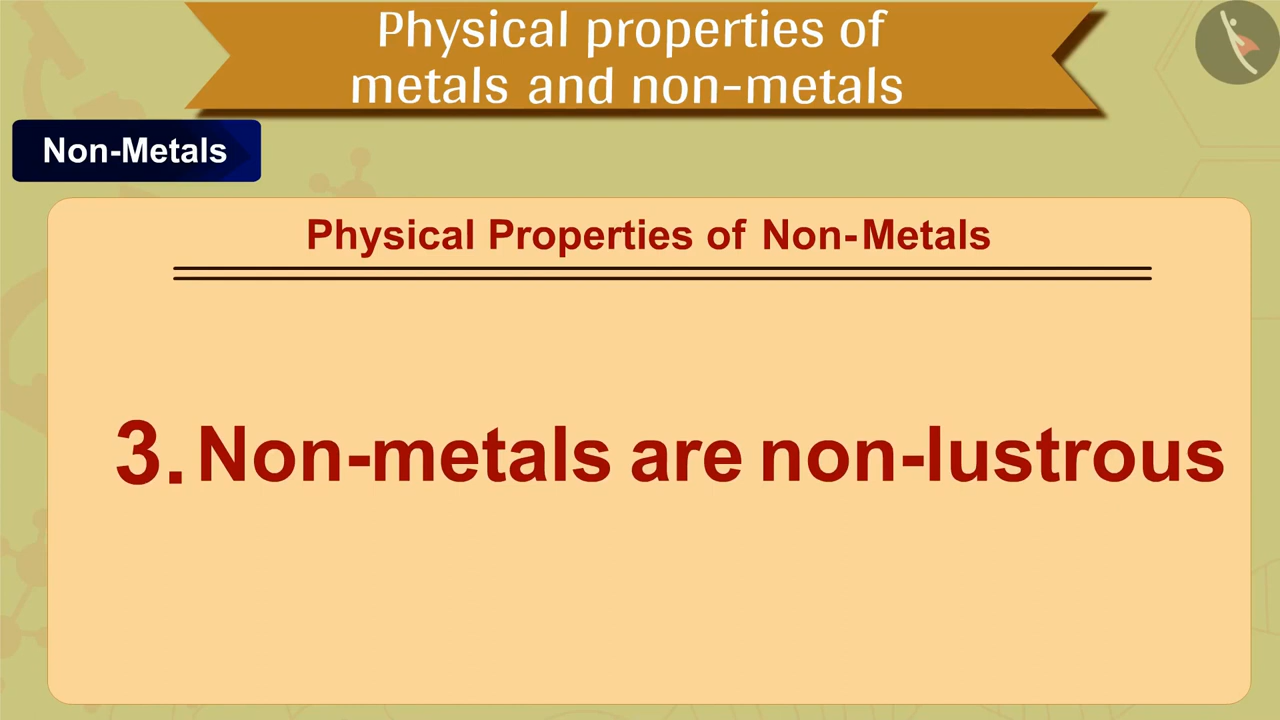 Physical properties of
metals and non-metals
Non-Metals
Physical Properties of Non-Metals
3. Non-metals are non-lustrous